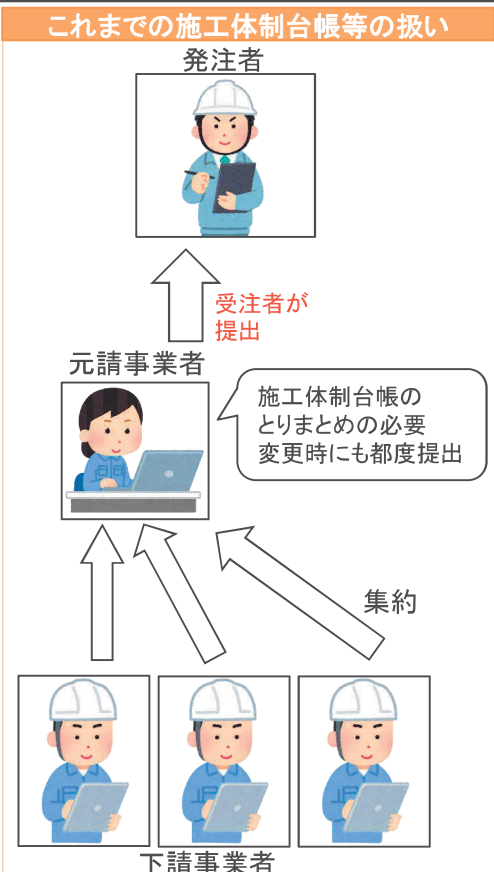 これまでの施工体制台帳等の扱い
発注者
受注者が
提出
元請事業者
施工体制台帳の
とりまとめの必要
変更時にも都度提出
集約
下請事業者